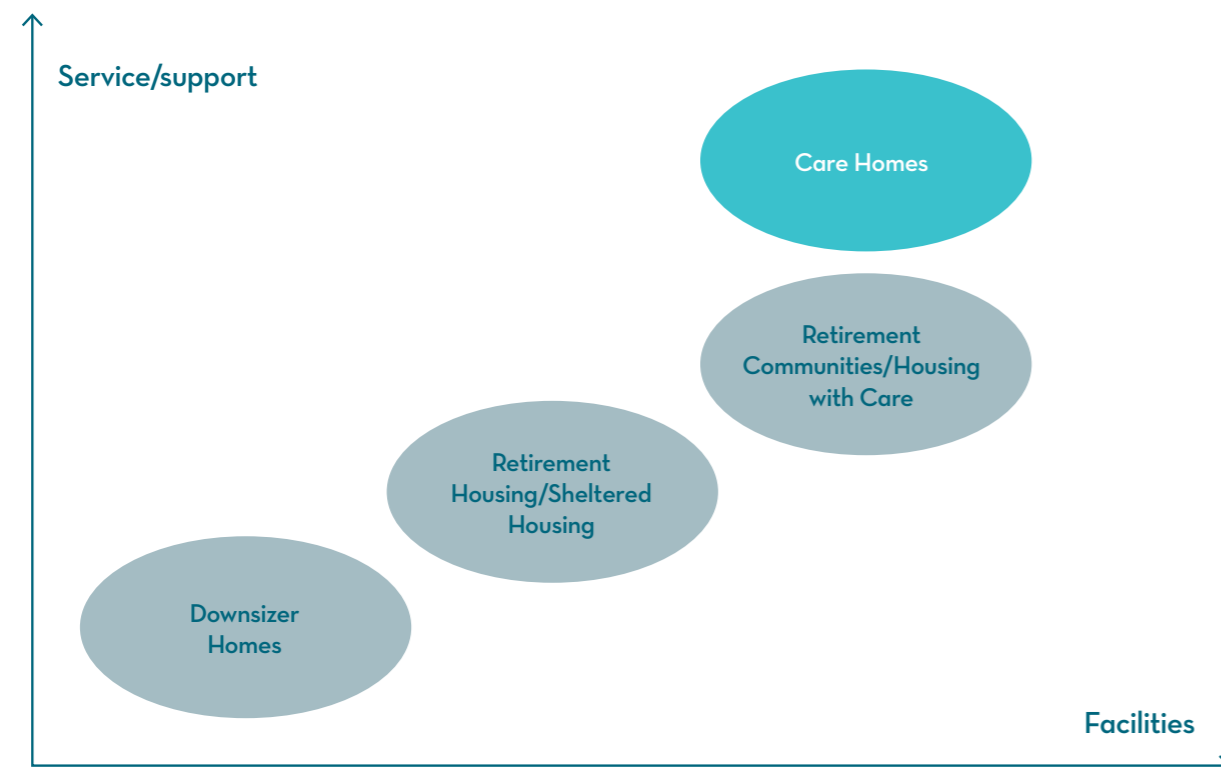 Service/support
Care Homes
Retirement
Communities/Housing
with Care
Retirement
Housing/Sheltered
Housing
Downsizer
Homes
Facilities